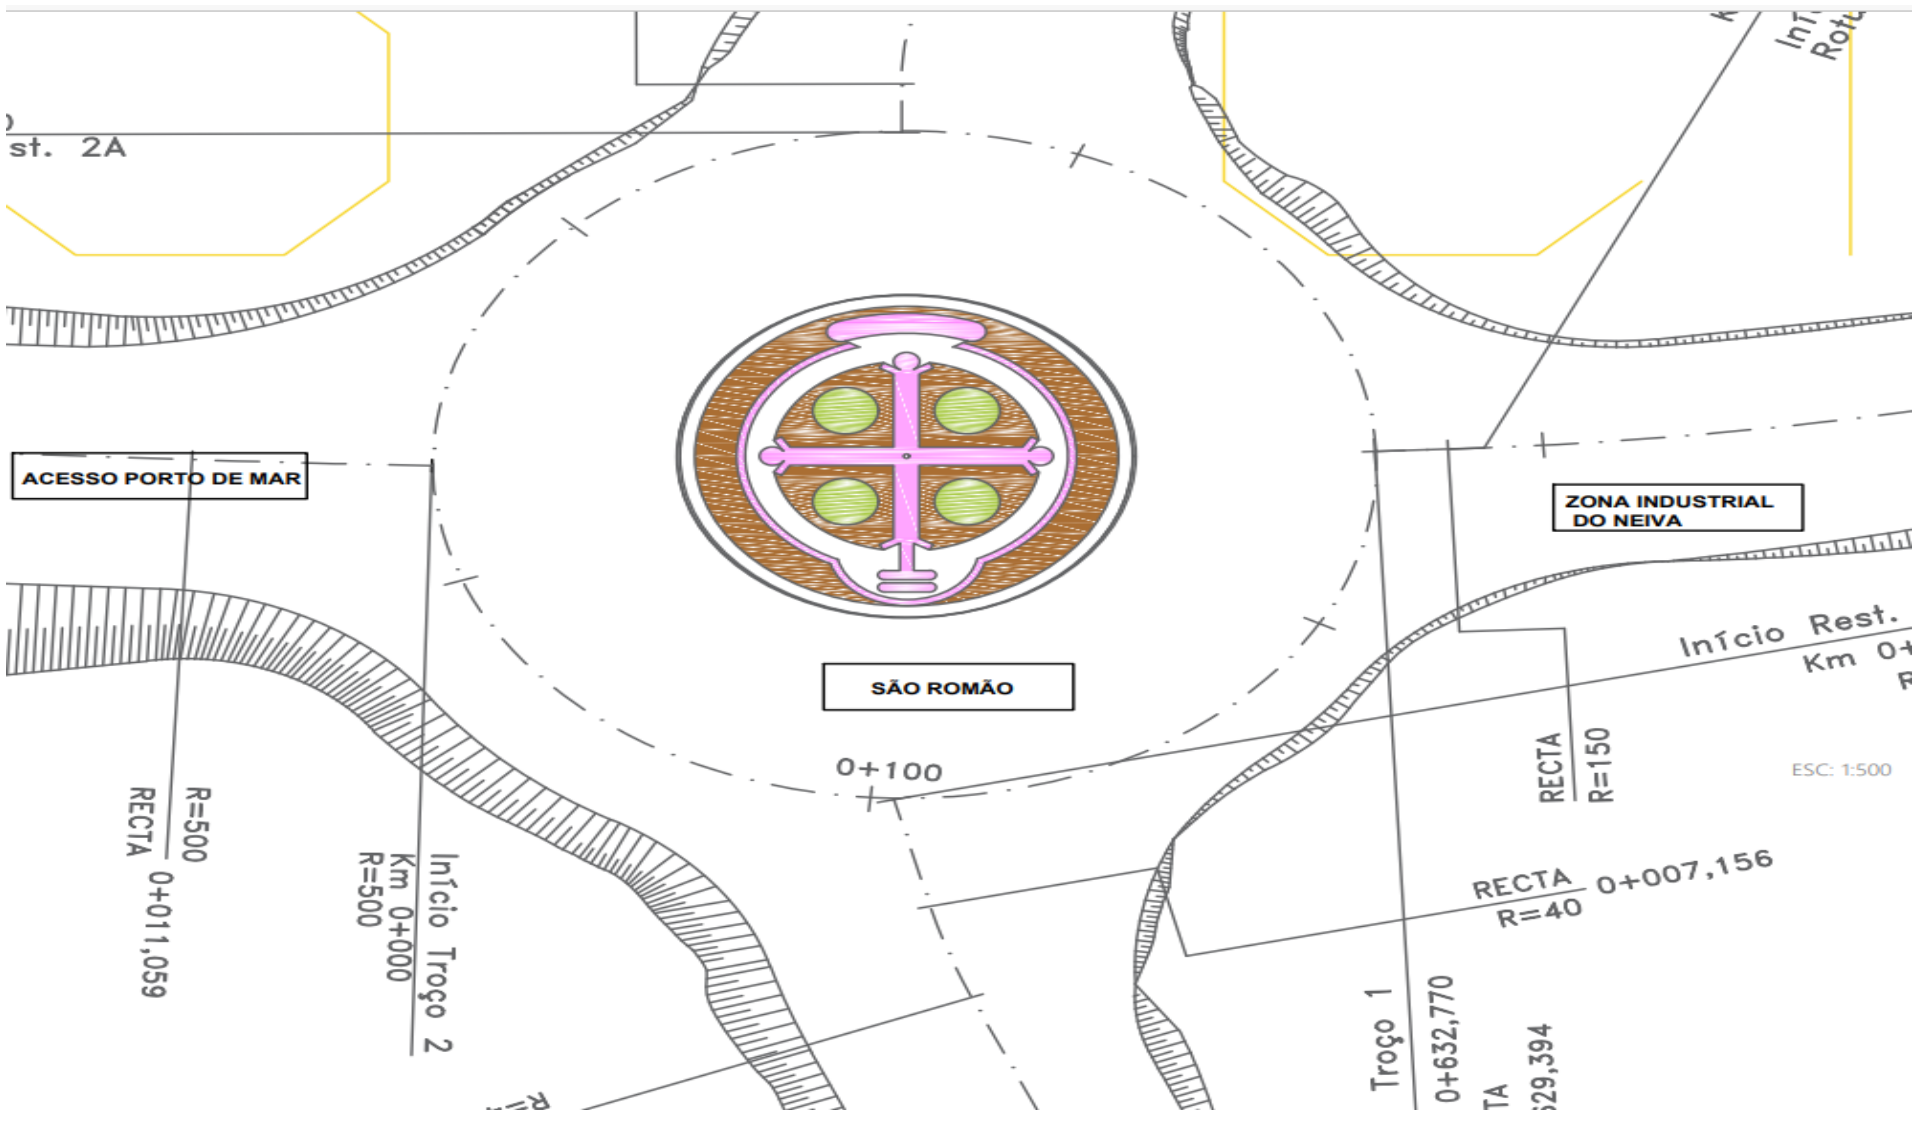 st. 2A
ACESSO PORTO DE MAR
ZONA INDUSTRIAL
DO NEIVA
SÃO ROMÃO
0+100
Início Rest.
Km 0+
ESC: 1:500
RECTA
R=150
R=500
RECTA
0+011,059
Início Troço 2
Km 0+000
R=500
RECTA
R=40
0+007,156
Troço 1
0+632,770
629,394